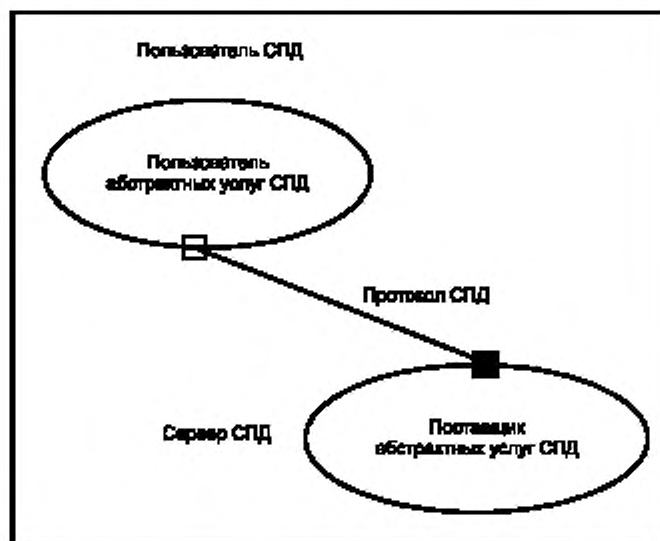 Пользователь СПД
Пользователь
абстрактных услуг СПД
Протокол СПД
Сервер СПД
Поставщик
абстрактных услуг СПД